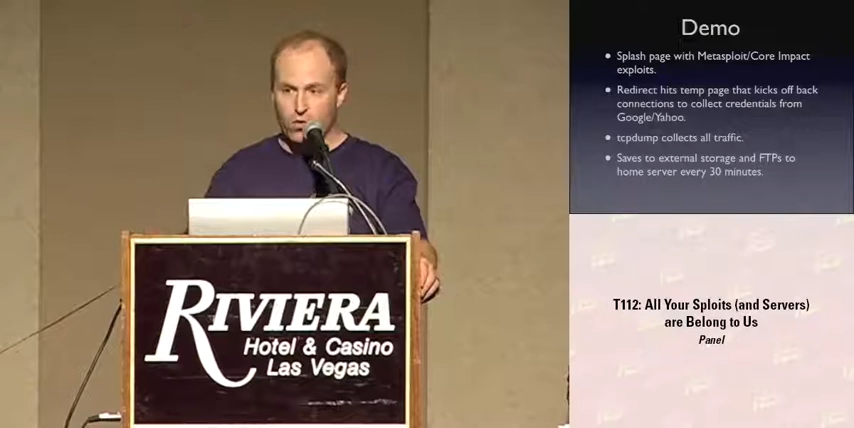 Demo
Splash page with Metasploit/Core Impact
exploits.
Redirect hits temp page that kicks off back
connections to collect credentials from
Google/Yahoo.
tcpdump collects all traffic.
Saves to external storage and FTPs to
home server every 30 minutes.
T112: All Your Sploits (and Servers)
are Belong to Us
Panel
RIVIERA
Hotel & Casino
Las Vegas